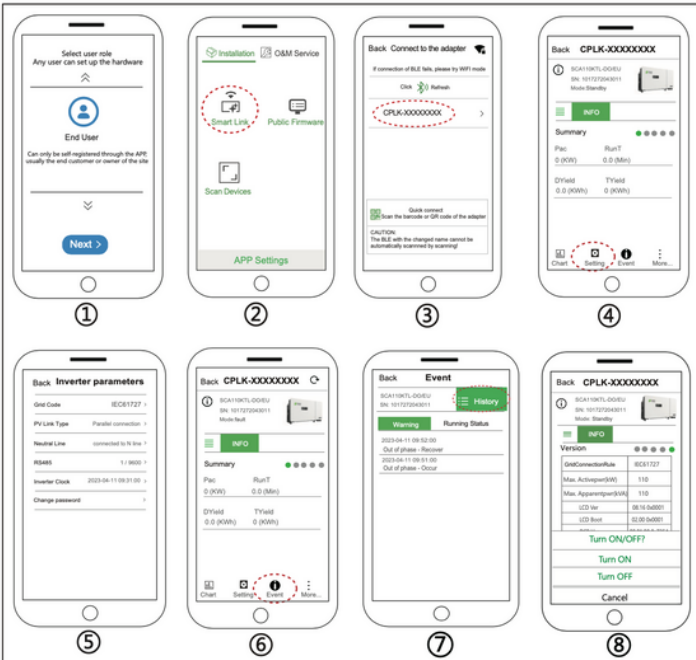 Select user role
Any user can set up the hardware
End User
Can only be self-registered through the APP,
usually the end customer or owner of the site
Next >
①
Installation O&M Service
Smart Link Public Firmware
Scan Devices
APP Settings
②
Back Connect to the adapter
If connection of BLE fails, please try WIFI mode
Click Refresh
CPLK-XXXXXXXX >
Quick connect
Scan the barcode or QR code of the adapter
CAUTION:
The BLE with the changed name cannot be
automatically scannned by scanning!
③
Back CPLK-XXXXXXXX
SCA110KTL-DO/EU
SN: 1017272043011
Mode: Standby
INFO
Summary
Pac RunT
0 (KW) 0.0 (Min)
DYield TYield
0.0 (KWh) 0 (KWh)
Chart Setting Event More...
④
Back Inverter parameters
Grid Code IEC61727 >
PV Link Type Parallel connection >
Neutral Line connected to N line >
RS485 1 / 9600 >
Inverter Clock 2023-04-11 09:31:00 >
Change password >
⑤
Back CPLK-XXXXXXXX
SCA110KTL-DO/EU
SN: 1017272043011
Mode: fault
INFO
Summary
Pac RunT
0 (KW) 0.0 (Min)
DYield TYield
0.0 (KWh) 0 (KWh)
Chart Setting Event More...
⑥
Back Event
SCA110KTL-DO/EU
SN: 1017272043011
History
Warning Running Status
2023-04-11 09:52:00
Out of phase - Recover
2023-04-11 09:51:00
Out of phase - Occur
⑦
Back CPLK-XXXXXXXX
SCA110KTL-DO/EU
SN: 1017272043011
Mode: Standby
INFO
Version
GridConnectionRule IEC61727
Max. Activepwr(kW) 110
Max. Apparentpwr(kVA) 110
LCD Ver 08.16.0x0001
LCD Boot 02.00.0x0001
Turn ON/OFF?
Turn ON
Turn OFF
Cancel
⑧